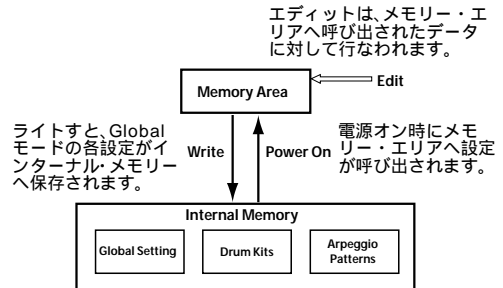 エディットは、メモリー・エ
リアへ呼び出されたデータ
に対して行なわれます。
Edit
Memory Area
ライトすと、Global
モードの各設定がイ
ンターナル・メモリー
へ保存されます。
Write
Power On
電源オン時にメモ
リー・エリアへ設定
が呼び出されます。
Internal Memory
Global Setting
Drum Kits
Arpeggio
Patterns